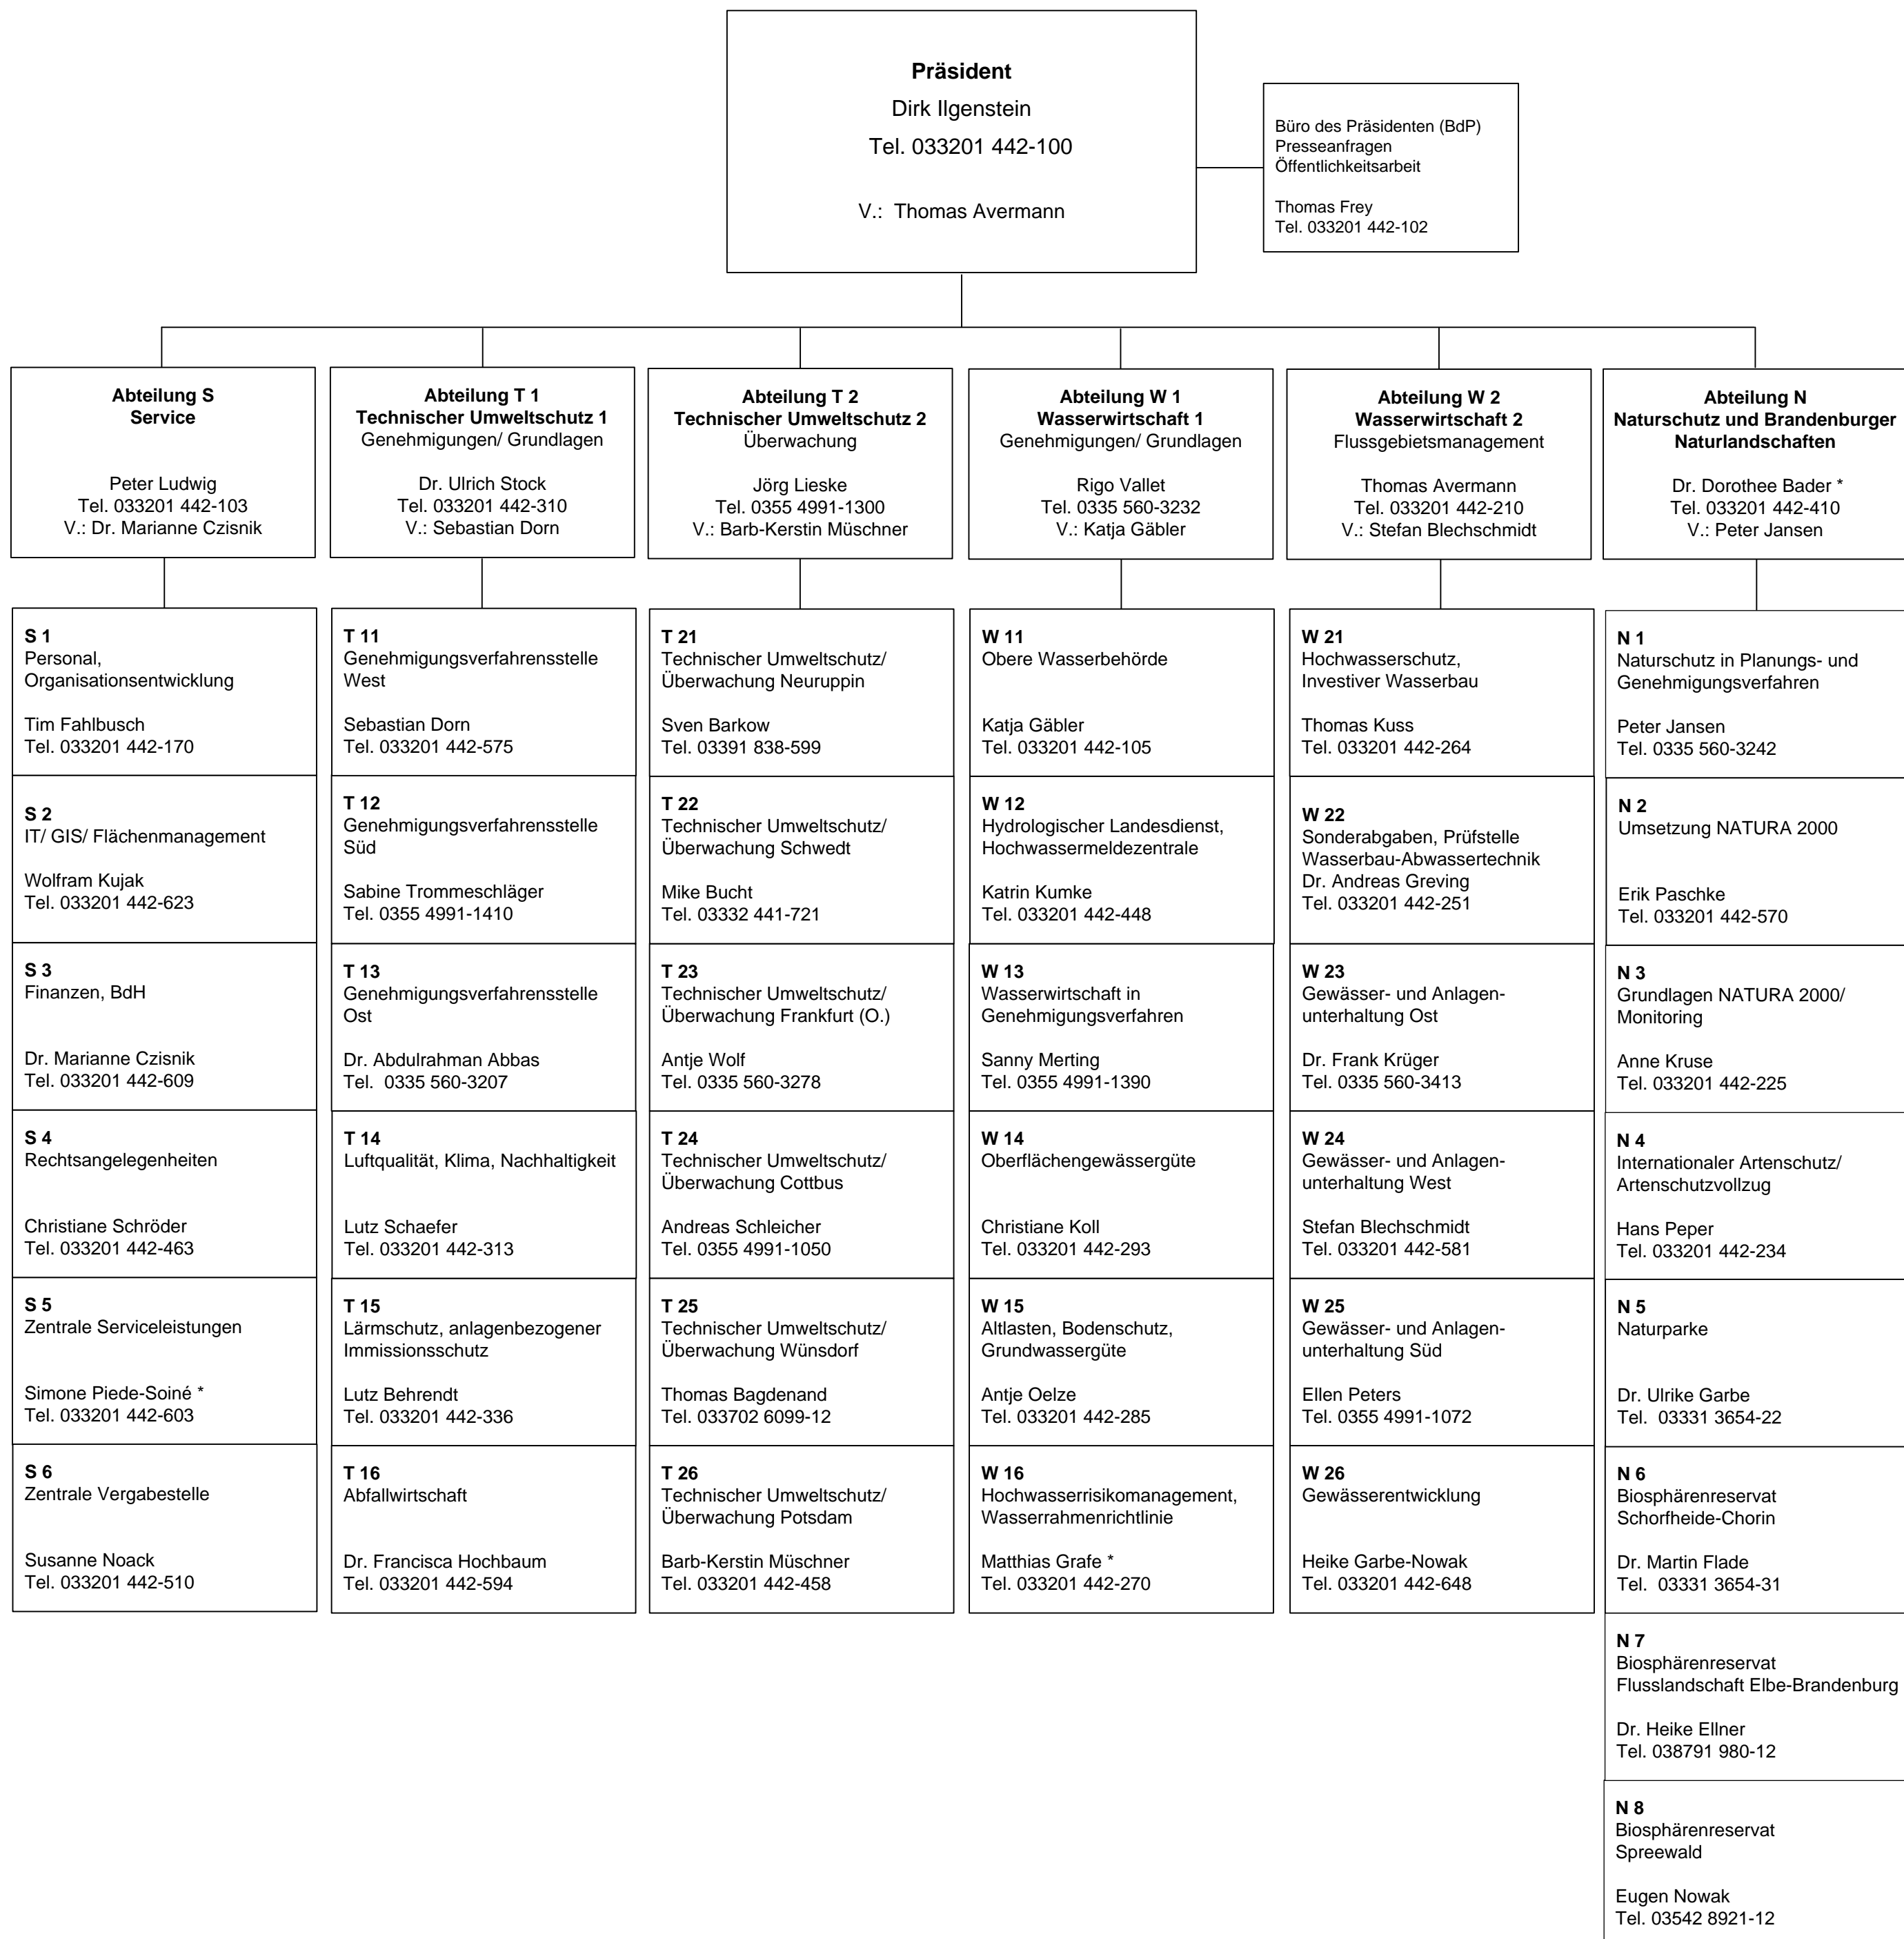 Präsident
Dirk Ilgenstein
Tel. 033201 442-100
V.: Thomas Avermann
Büro des Präsidenten (BdP)
Presseanfragen
Öffentlichkeitsarbeit
Thomas Frey
Tel. 033201 442-102
Abteilung S
Service
Peter Ludwig
Tel. 033201 442-103
V.: Dr. Marianne Czisnik
Abteilung T 1
Technischer Umweltschutz 1
Genehmigungen/ Grundlagen
Dr. Ulrich Stock
Tel. 033201 442-310
V.: Sebastian Dorn
Abteilung T 2
Technischer Umweltschutz 2
Überwachung
Jörg Lieske
Tel. 0355 4991-1300
V.: Barb-Kerstin Müschner
Abteilung W 1
Wasserwirtschaft 1
Genehmigungen/ Grundlagen
Rigo Vallet
Tel. 0335 560-3232
V.: Katja Gäbler
Abteilung W 2
Wasserwirtschaft 2
Flussgebietsmanagement
Thomas Avermann
Tel. 033201 442-210
V.: Stefan Blechschmidt
Abteilung N
Naturschutz und Brandenburger
Naturlandschaften
Dr. Dorothee Bader *
Tel. 033201 442-410
V.: Peter Jansen
S 1
Personal,
Organisationsentwicklung
Tim Fahlbusch
Tel. 033201 442-170
S 2
IT/ GIS/ Flächenmanagement
Wolfram Kujak
Tel. 033201 442-623
S 3
Finanzen, BdH
Dr. Marianne Czisnik
Tel. 033201 442-609
S 4
Rechtsangelegenheiten
Christiane Schröder
Tel. 033201 442-463
S 5
Zentrale Serviceleistungen
Simone Piede-Soiné *
Tel. 033201 442-603
S 6
Zentrale Vergabestelle
Susanne Noack
Tel. 033201 442-510
T 11
Genehmigungsverfahrensstelle
West
Sebastian Dorn
Tel. 033201 442-575
T 12
Genehmigungsverfahrensstelle
Süd
Sabine Trommeschläger
Tel. 0355 4991-1410
T 13
Genehmigungsverfahrensstelle
Ost
Dr. Abdulrahman Abbas
Tel. 0335 560-3207
T 14
Luftqualität, Klima, Nachhaltigkeit
Lutz Schaefer
Tel. 033201 442-313
T 15
Lärmschutz, anlagenbezogener
Immissionsschutz
Lutz Behrendt
Tel. 033201 442-336
T 16
Abfallwirtschaft
Dr. Francisca Hochbaum
Tel. 033201 442-594
T 21
Technischer Umweltschutz/
Überwachung Neuruppin
Sven Barkow
Tel. 03391 838-599
T 22
Technischer Umweltschutz/
Überwachung Schwedt
Mike Bucht
Tel. 03332 441-721
T 23
Technischer Umweltschutz/
Überwachung Frankfurt (O.)
Antje Wolf
Tel. 0335 560-3278
T 24
Technischer Umweltschutz/
Überwachung Cottbus
Andreas Schleicher
Tel. 0355 4991-1050
T 25
Technischer Umweltschutz/
Überwachung Wünsdorf
Thomas Bagdenand
Tel. 033702 6099-12
T 26
Technischer Umweltschutz/
Überwachung Potsdam
Barb-Kerstin Müschner
Tel. 033201 442-458
W 11
Obere Wasserbehörde
Katja Gäbler
Tel. 033201 442-105
W 12
Hydrologischer Landesdienst,
Hochwassermeldezentrale
Katrin Kumke
Tel. 033201 442-448
W 13
Wasserwirtschaft in
Genehmigungsverfahren
Sanny Merting
Tel. 0355 4991-1390
W 14
Oberflächengewässergüte
Christiane Koll
Tel. 033201 442-293
W 15
Altlasten, Bodenschutz,
Grundwassergüte
Antje Oelze
Tel. 033201 442-285
W 16
Hochwasserrisikomanagement,
Wasserrahmenrichtlinie
Matthias Grafe *
Tel. 033201 442-270
W 21
Hochwasserschutz,
Investiver Wasserbau
Thomas Kuss
Tel. 033201 442-264
W 22
Sonderabgaben, Prüfstelle
Wasserbau-Abwassertechnik
Dr. Andreas Greving
Tel. 033201 442-251
W 23
Gewässer- und Anlagen-
unterhaltung Ost
Dr. Frank Krüger
Tel. 0335 560-3413
W 24
Gewässer- und Anlagen-
unterhaltung West
Stefan Blechschmidt
Tel. 033201 442-581
W 25
Gewässer- und Anlagen-
unterhaltung Süd
Ellen Peters
Tel. 0355 4991-1072
W 26
Gewässerentwicklung
Heike Garbe-Nowak
Tel. 033201 442-648
N 1
Naturschutz in Planungs- und
Genehmigungsverfahren
Peter Jansen
Tel. 0335 560-3242
N 2
Umsetzung NATURA 2000
Erik Paschke
Tel. 033201 442-570
N 3
Grundlagen NATURA 2000/
Monitoring
Anne Kruse
Tel. 033201 442-225
N 4
Internationaler Artenschutz/
Artenschutzvollzug
Hans Peper
Tel. 033201 442-234
N 5
Naturparke
Dr. Ulrike Garbe
Tel. 03331 3654-22
N 6
Biosphärenreservat
Schorfheide-Chorin
Dr. Martin Flade
Tel. 03331 3654-31
N 7
Biosphärenreservat
Flusslandschaft Elbe-Brandenburg
Dr. Heike Ellner
Tel. 038791 980-12
N 8
Biosphärenreservat
Spreewald
Eugen Nowak
Tel. 03542 8921-12